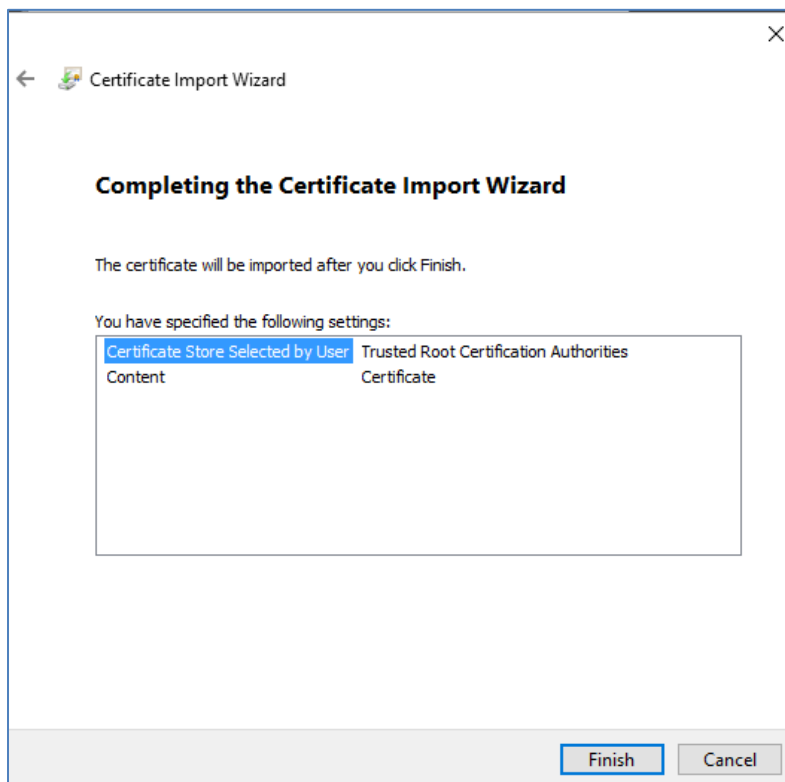 Certificate Import Wizard
Completing the Certificate Import Wizard
The certificate will be imported after you click Finish.
You have specified the following settings:
Certificate Store Selected by User Trusted Root Certification Authorities
Content Certificate
Finish Cancel